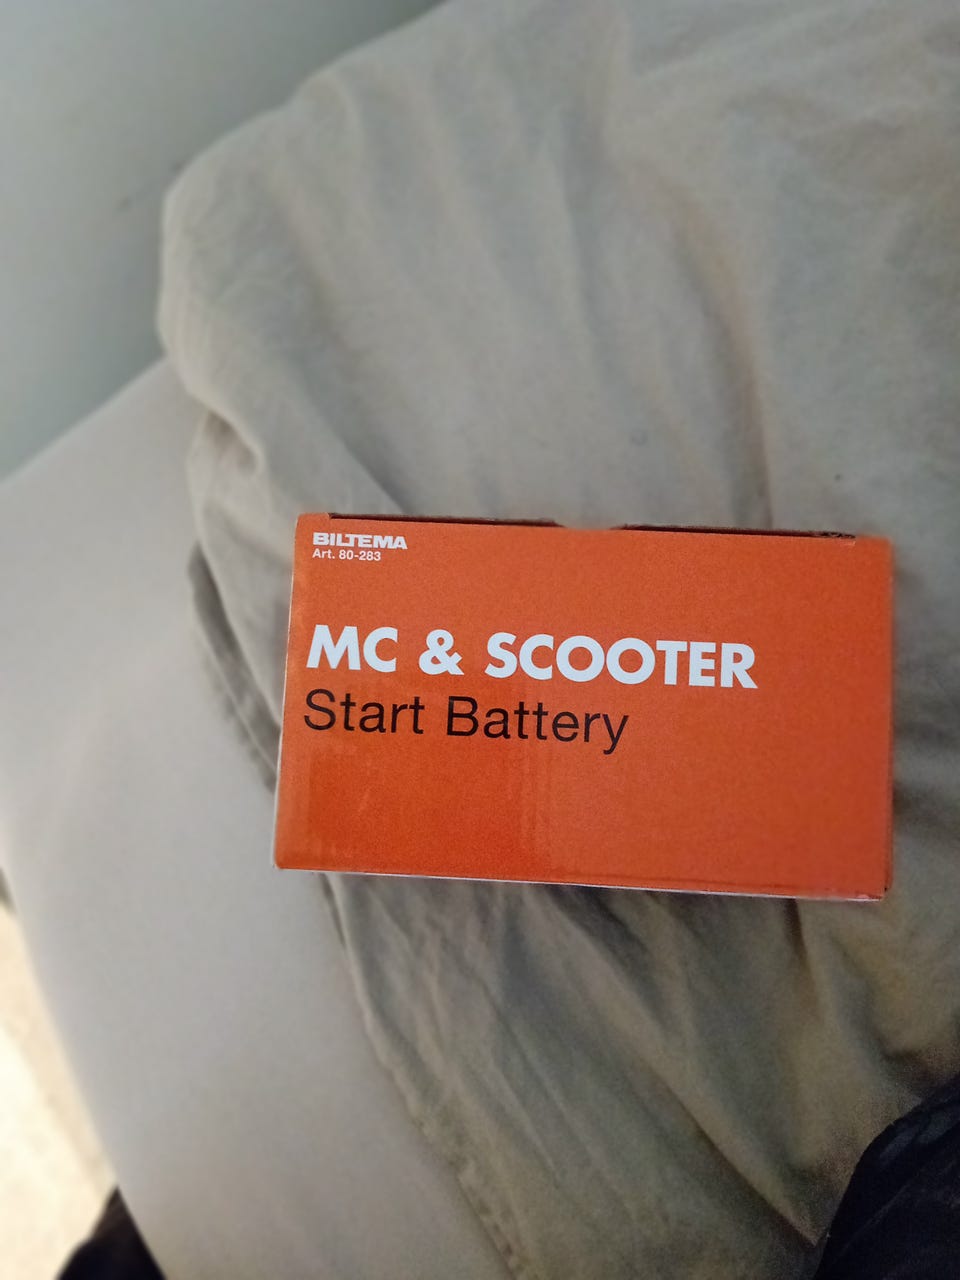 BILTEMA
Art. 80-283
MC & SCOOTER
Start Battery